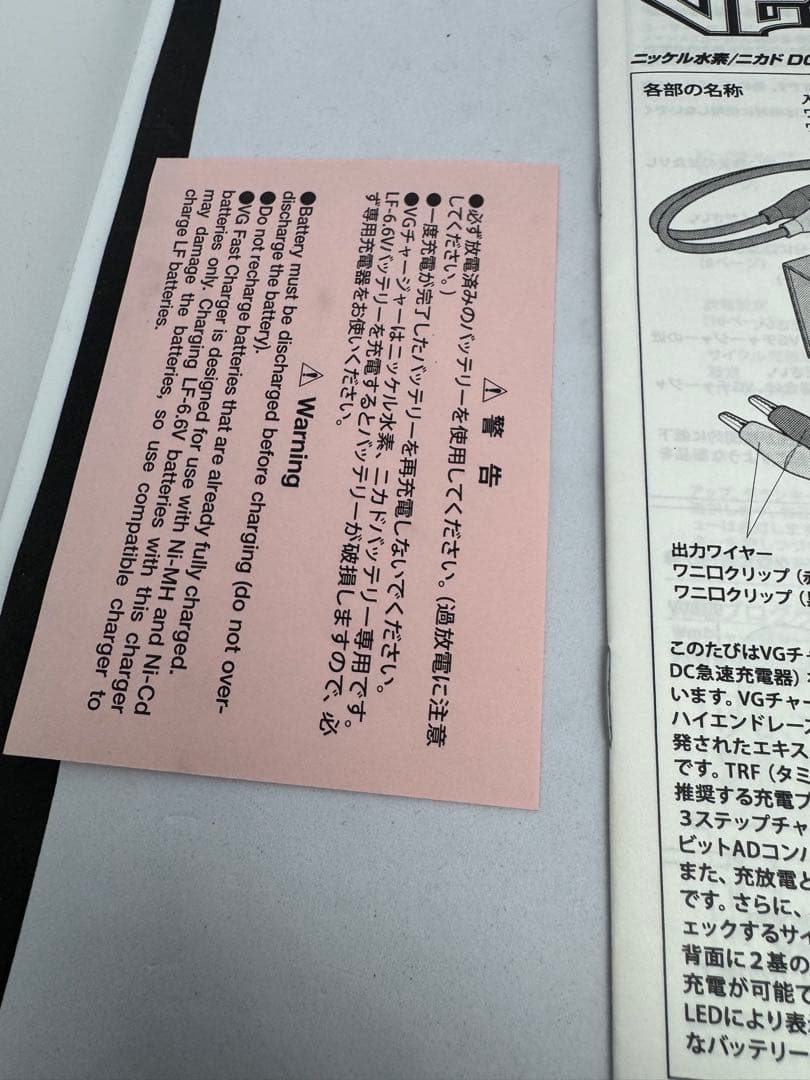 ⚠ 警 告
●必ず放電済みのバッテリーを使用してください。(過放電に注意
してください。)
●一度充電が完了したバッテリーを再充電しないでください。
●VGチャージャーはニッケル水素、ニカドバッテリー専用です。
LF-6.6Vバッテリーを充電するとバッテリーが破損しますので、必
ず専用充電器をお使いください。
⚠ Warning
●Battery must be discharged before charging (do not over-
discharge the battery).
●Do not recharge batteries that are already fully charged.
●VG Fast Charger is designed for use with Ni-MH and Ni-Cd
batteries only. Charging LF-6.6V batteries with this charger
may damage the batteries, so use compatible charger to
charge LF batteries.
ニッケル水素/ニカド DC
各部の名称
出力ワイヤー
ワニ口クリップ
ワニ口クリップ
このたびはVGチャ
DC急速充電器)
います。VGチャー
ハイエンドレース
発されたエキス
です。TRF(タミ
推奨する充電プ
3ステップチャ
ビットADコンバ
また、充放電と
です。さらに、
ェックするサイ
背面に2基の
充電が可能で
LEDにより表
なバッテリー